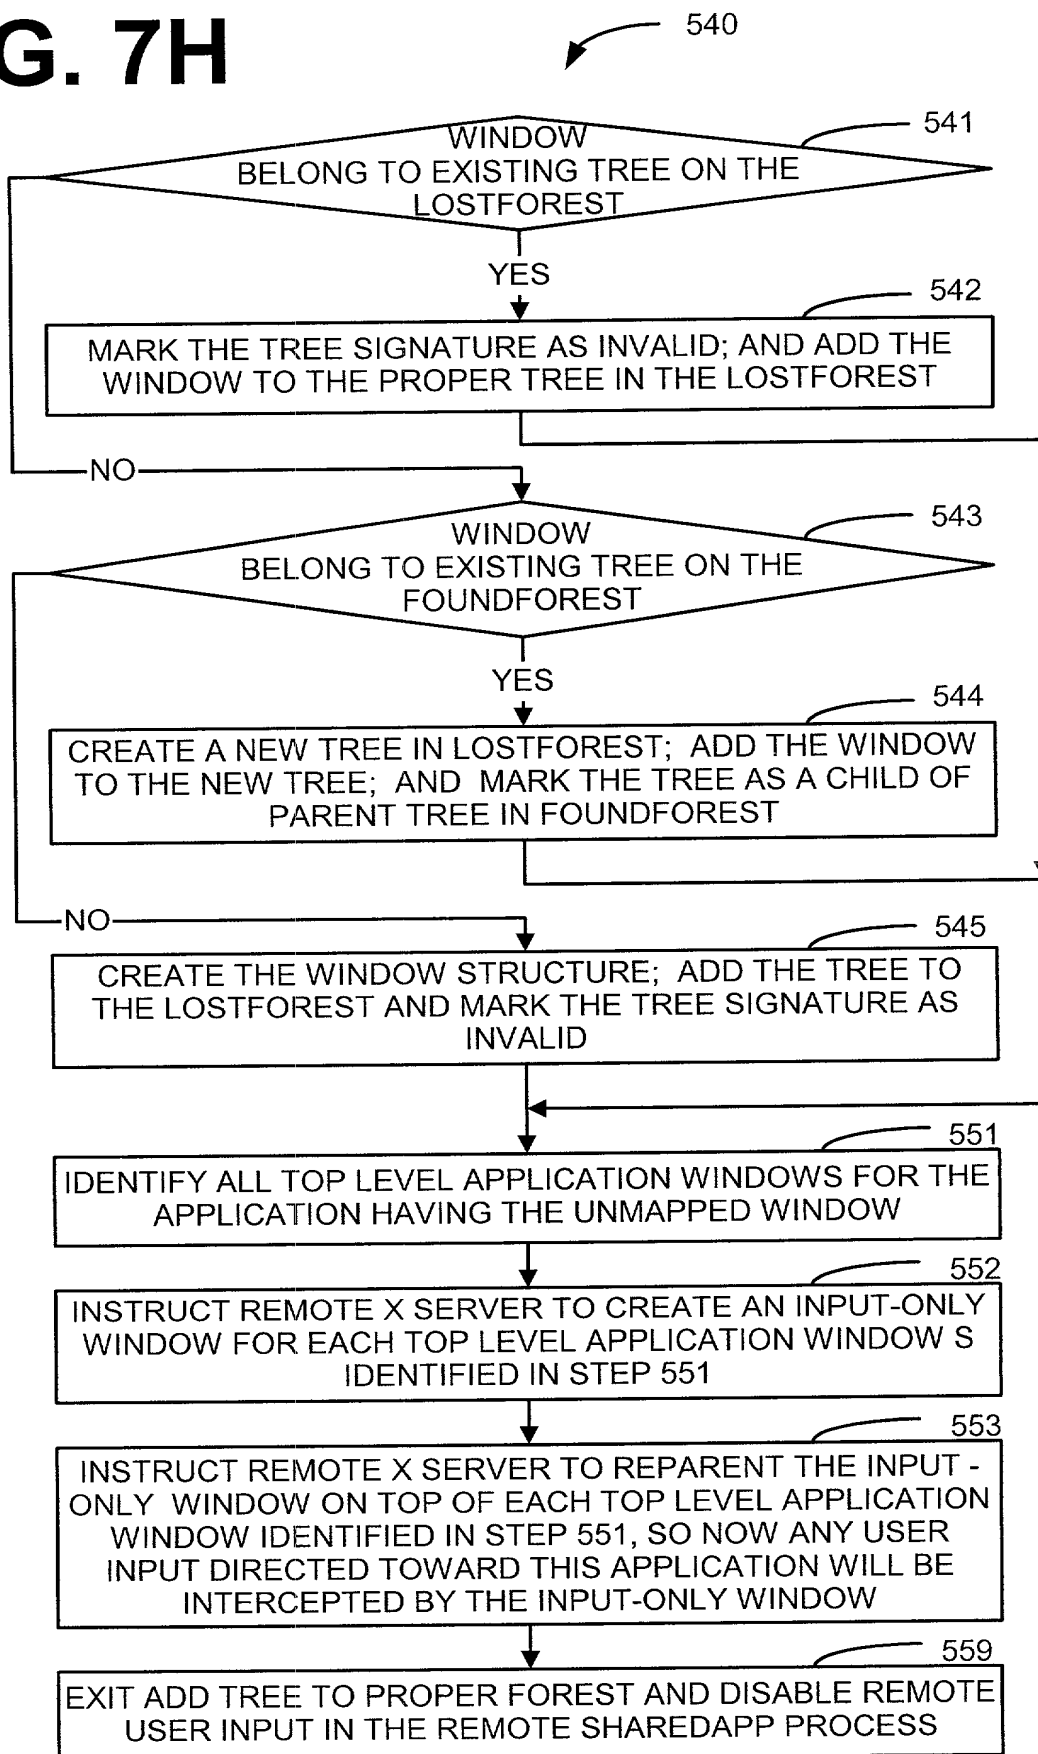 G. 7H
540
541
WINDOW
BELONG TO EXISTING TREE ON THE
LOSTFOREST
YES
542
MARK THE TREE SIGNATURE AS INVALID; AND ADD THE
WINDOW TO THE PROPER TREE IN THE LOSTFOREST
NO
543
WINDOW
BELONG TO EXISTING TREE ON THE
FOUNDFOREST
YES
544
CREATE A NEW TREE IN LOSTFOREST; ADD THE WINDOW
TO THE NEW TREE; AND MARK THE TREE AS A CHILD OF
PARENT TREE IN FOUNDFOREST
NO
545
CREATE THE WINDOW STRUCTURE; ADD THE TREE TO
THE LOSTFOREST AND MARK THE TREE SIGNATURE AS
INVALID
551
IDENTIFY ALL TOP LEVEL APPLICATION WINDOWS FOR THE
APPLICATION HAVING THE UNMAPPED WINDOW
552
INSTRUCT REMOTE X SERVER TO CREATE AN INPUT-ONLY
WINDOW FOR EACH TOP LEVEL APPLICATION WINDOW S
IDENTIFIED IN STEP 551
553
INSTRUCT REMOTE X SERVER TO REPARENT THE INPUT -
ONLY WINDOW ON TOP OF EACH TOP LEVEL APPLICATION
WINDOW IDENTIFIED IN STEP 551, SO NOW ANY USER
INPUT DIRECTED TOWARD THIS APPLICATION WILL BE
INTERCEPTED BY THE INPUT-ONLY WINDOW
559
EXIT ADD TREE TO PROPER FOREST AND DISABLE REMOTE
USER INPUT IN THE REMOTE SHAREDAPP PROCESS